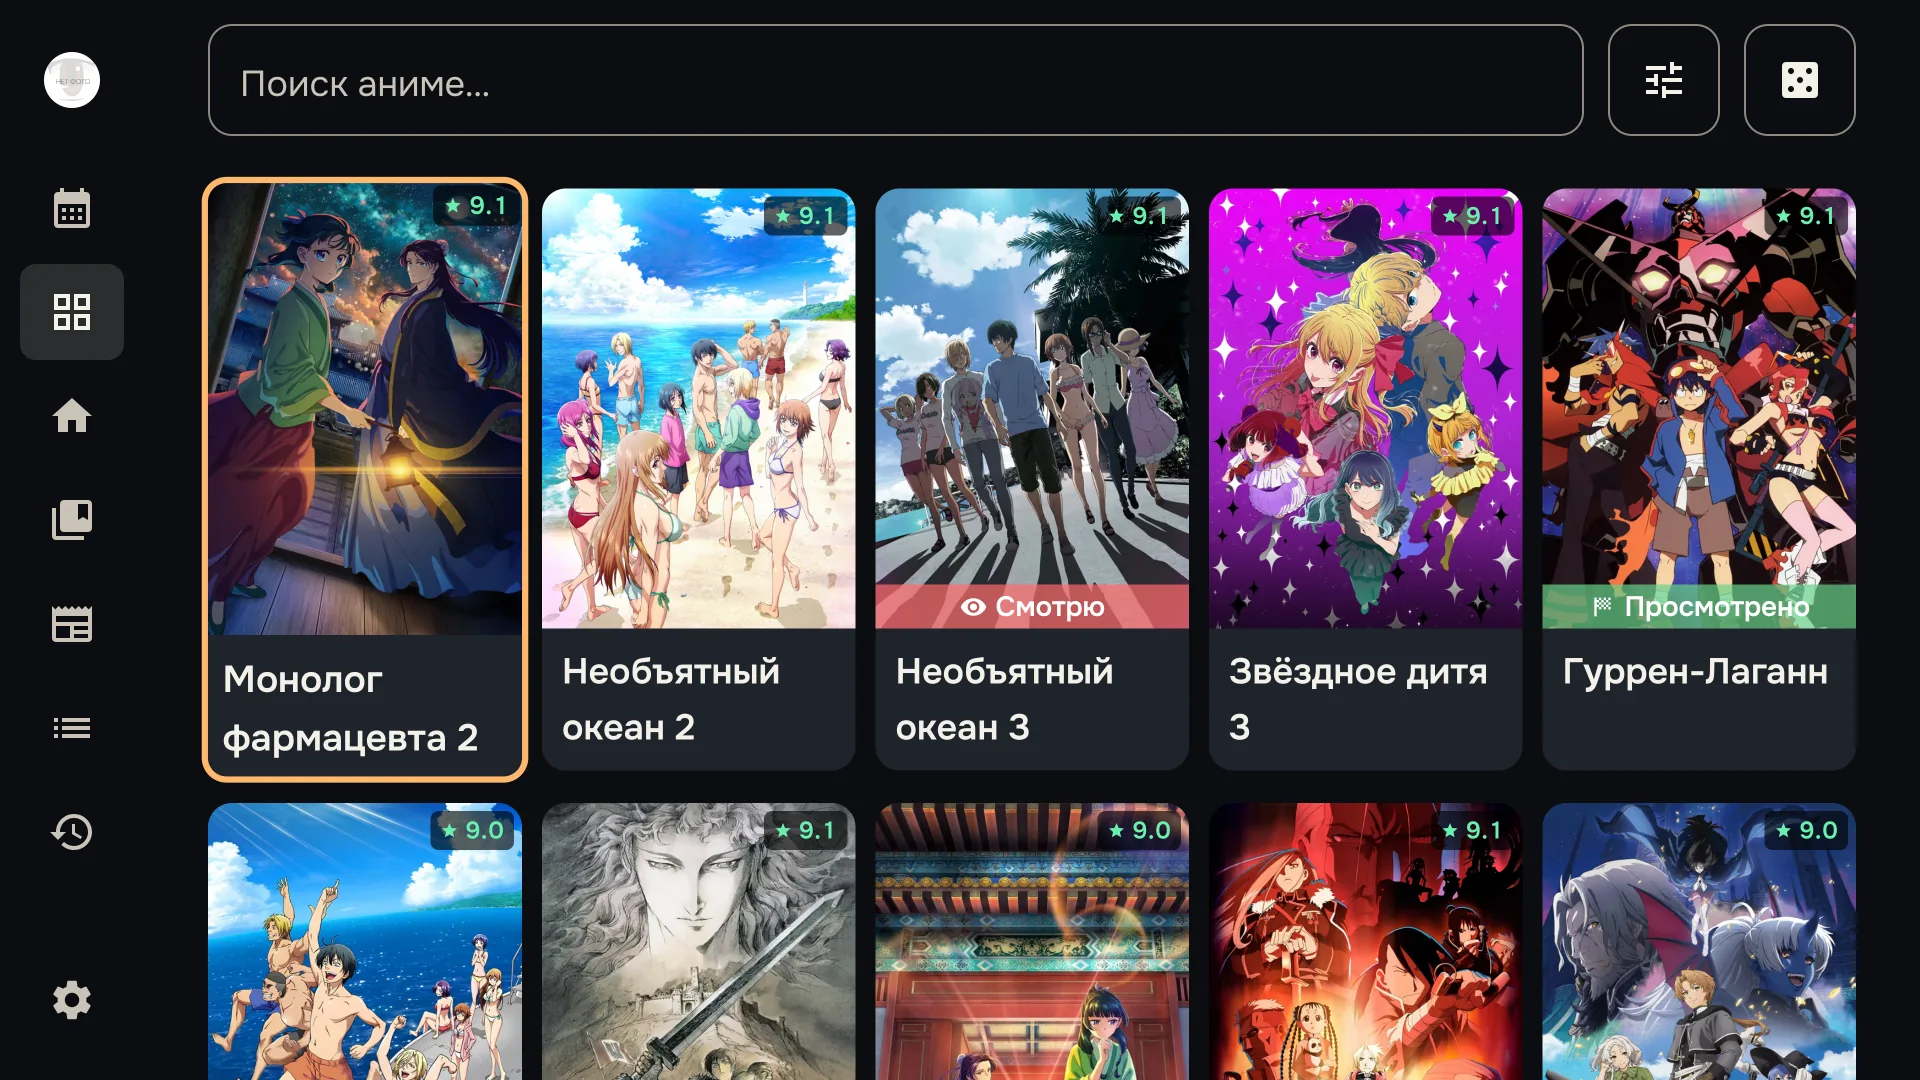 НЕТ ФОТО
Поиск аниме...
9.1
9.1
9.1
9.1
9.1
Смотрю
Просмотрено
Монолог
фармацевта 2
Необъятный
океан 2
Необъятный
океан 3
Звёздное дитя
3
Гуррен-Лаганн
9.0
9.1
9.0
9.1
9.0